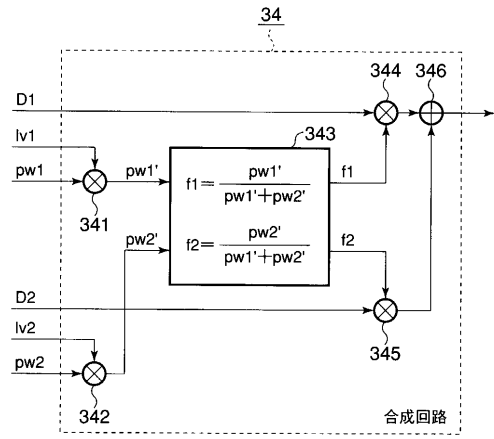 34
344 346
D1
lv1
343
pw1
pw1'
f1= pw1' / pw1'+pw2'
f1
341
pw2'
f2= pw2' / pw1'+pw2'
f2
D2
lv2
345
pw2
342
合成回路